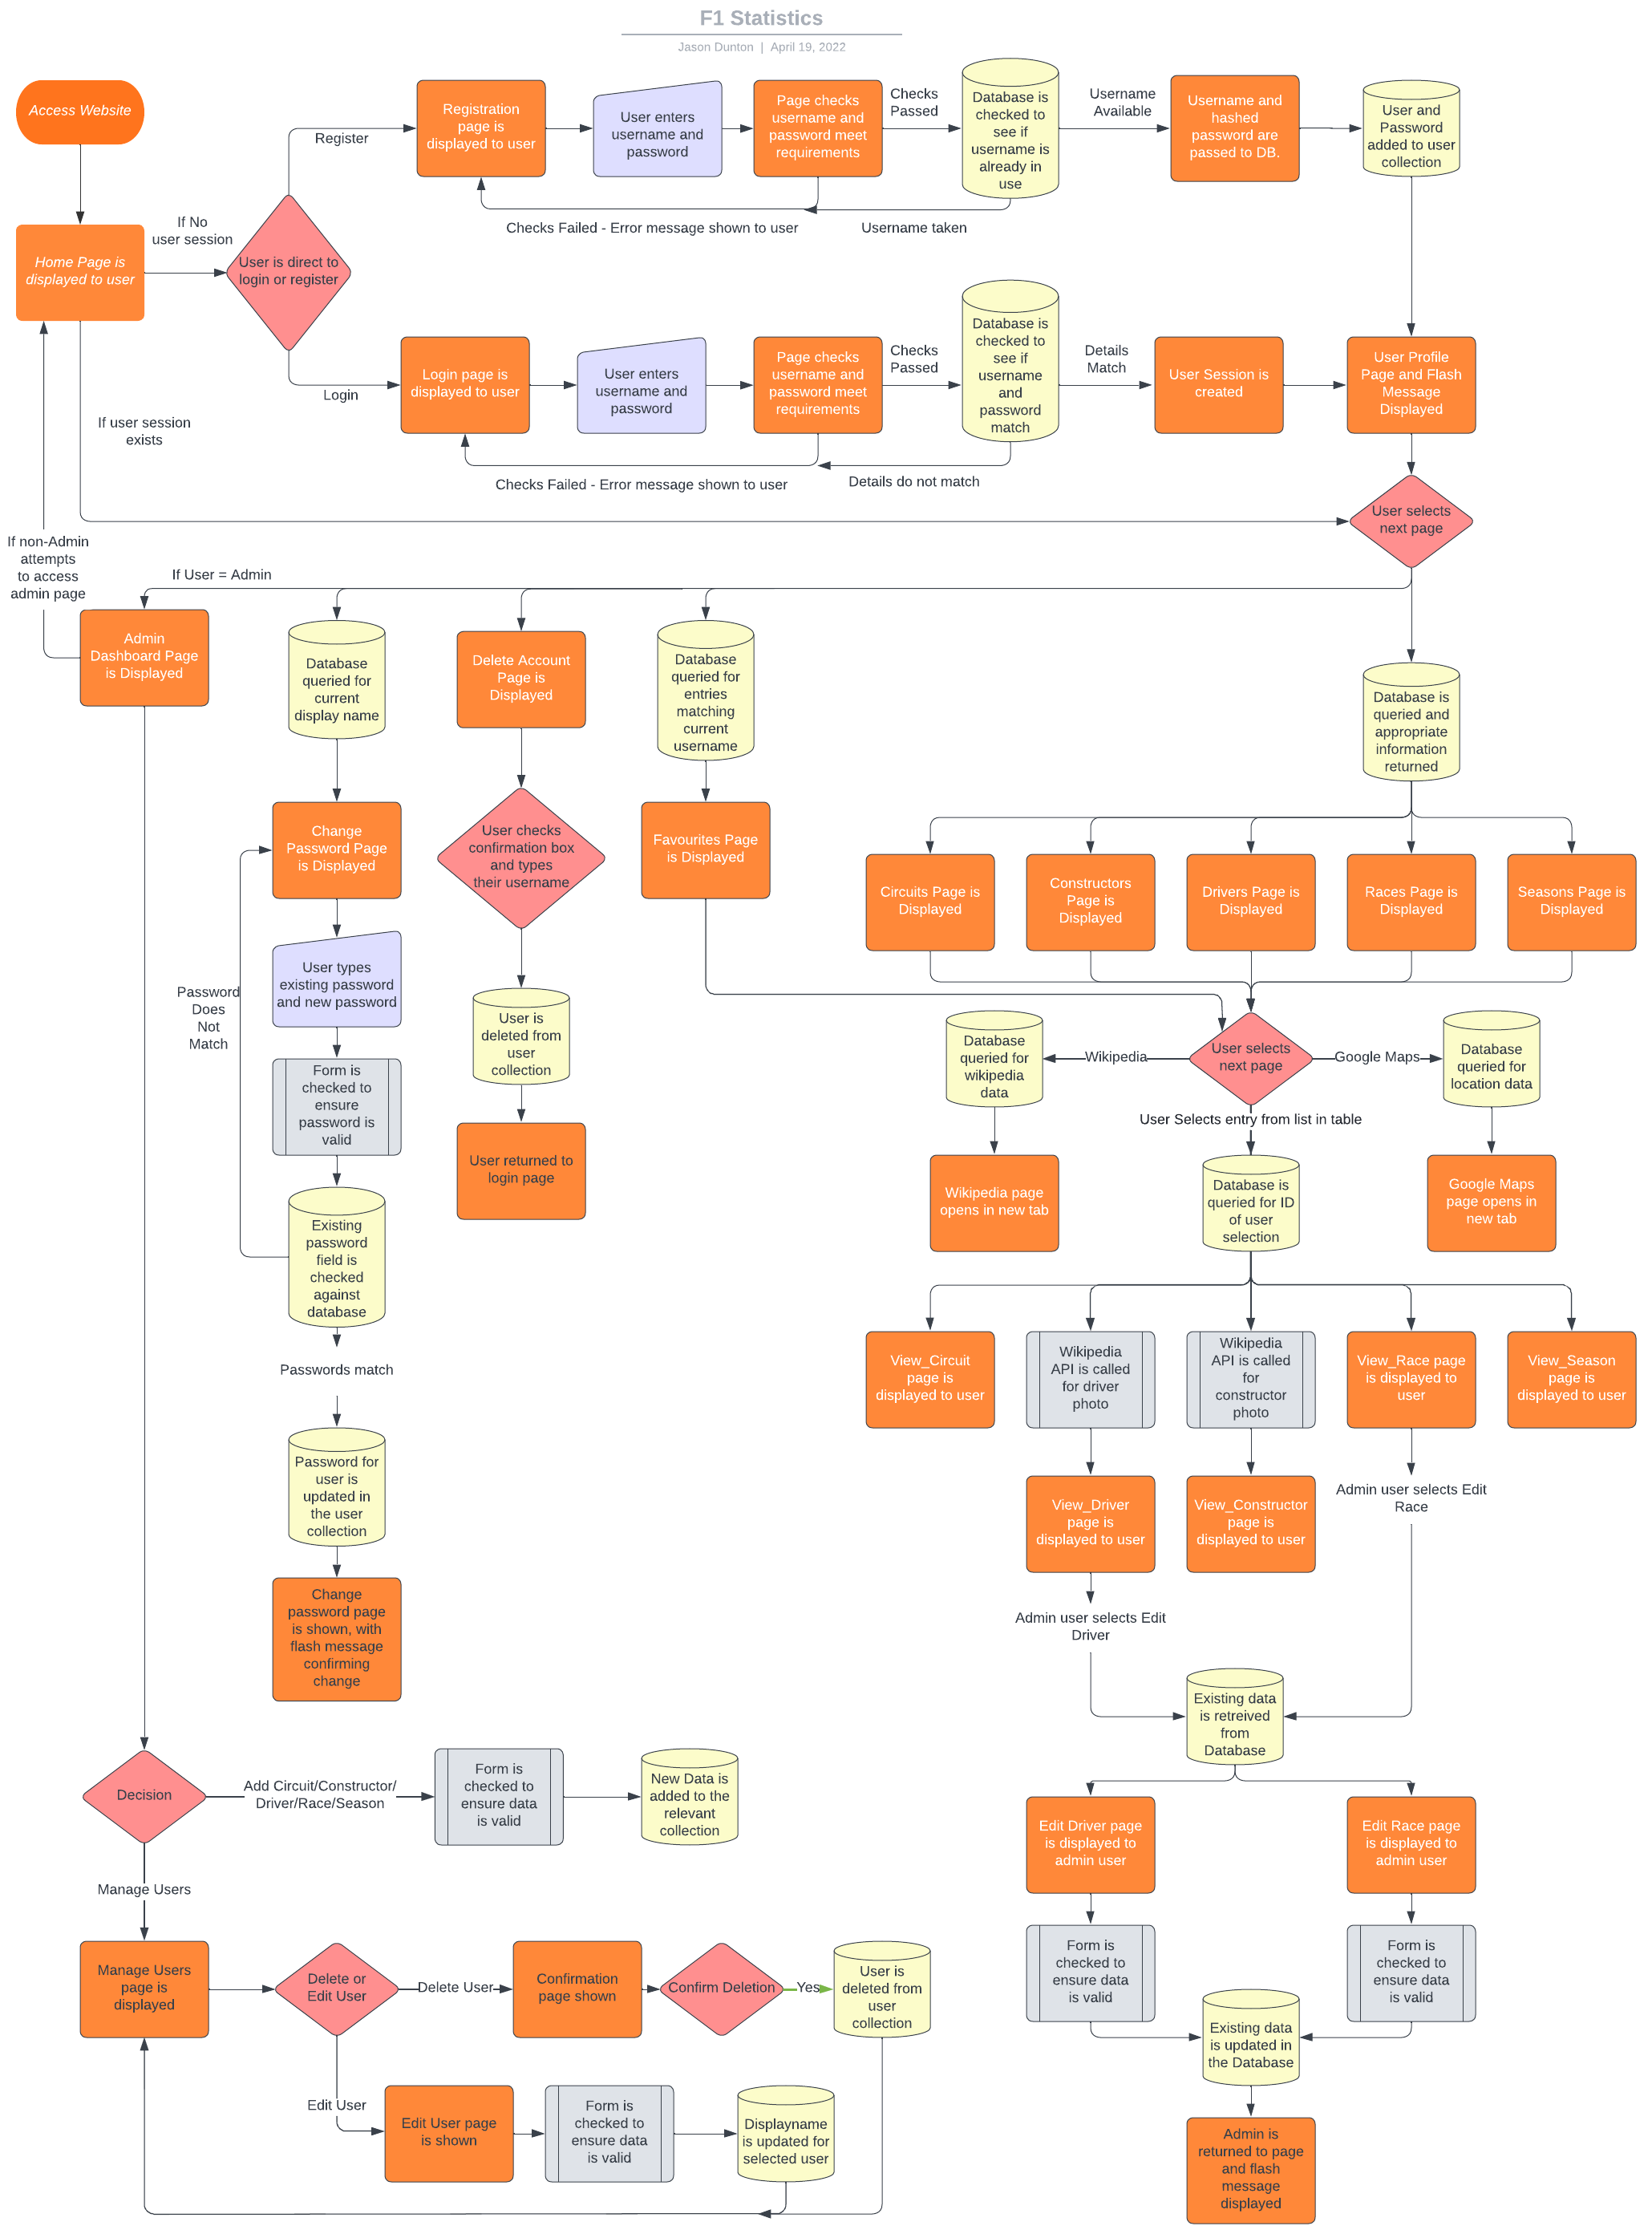 F1 Statistics
Jason Dunton | April 19, 2022
Access Website
Registration
page is
displayed to user
User enters
username and
password
Page checks
username and
password meet
requirements
Checks
Passed
Database is
checked to
see if
username is
already in
use
Username
Available
Username and
hashed
password are
passed to DB.
User and
Password
added to user
collection
Register
If No
user session
Checks Failed - Error message shown to user
Username taken
Home Page is
displayed to user
User is direct to
login or register
Login
Login page is
displayed to user
User enters
username and
password
Page checks
username and
password meet
requirements
Checks
Passed
Database is
checked to
see if
username
and
password
match
Details
Match
User Session is
created
User Profile
Page and Flash
Message
Displayed
If user session
exists
Checks Failed - Error message shown to user
Details do not match
User selects
next page
If non-Admin
attempts
to access
admin page
If User = Admin
Admin
Dashboard Page
is Displayed
Database
queried for
current
display name
Delete Account
Page is
Displayed
Database
queried for
entries
matching
current
username
Database is
queried and
appropriate
information
returned
Change
Password Page
is Displayed
User checks
confirmation box
and types
their username
Favourites Page
is Displayed
Circuits Page is
Displayed
Constructors
Page is
Displayed
Drivers Page is
Displayed
Races Page is
Displayed
Seasons Page is
Displayed
User types
existing password
and new password
Password
Does
Not
Match
User is
deleted from
user
collection
Database
queried for
wikipedia
data
Wikipedia
User selects
next page
Google Maps
Database
queried for
location data
Form is
checked to
ensure
password is
valid
User Selects entry from list in table
User returned to
login page
Wikipedia page
opens in new tab
Database is
queried for ID
of user
selection
Google Maps
page opens in
new tab
Existing
password
field is
checked
against
database
Passwords match
View_Circuit
page is
displayed to user
Wikipedia
API is called
for driver
photo
Wikipedia
API is called
for
constructor
photo
View_Race page
is displayed to
user
View_Season
page is
displayed to user
Password for
user is
updated in
the user
collection
View_Driver
page is
displayed to user
View_Constructor
page is
displayed to user
Admin user selects Edit
Race
Change
password page
is shown, with
flash message
confirming
change
Admin user selects Edit
Driver
Existing data
is retreived
from
Database
Decision
Add Circuit/Constructor/
Driver/Race/Season
Form is
checked to
ensure data
is valid
New Data is
added to the
relevant
collection
Edit Driver page
is displayed to
admin user
Edit Race page
is displayed to
admin user
Manage Users
Manage Users
page is
displayed
Delete or
Edit User
Delete User
Confirmation
page shown
Confirm Deletion
Yes
User is
deleted from
user
collection
Form is
checked to
ensure data
is valid
Form is
checked to
ensure data
is valid
Existing data
is updated in
the Database
Edit User
Edit User page
is shown
Form is
checked to
ensure data
is valid
Displayname
is updated for
selected user
Admin is
returned to page
and flash
message
displayed